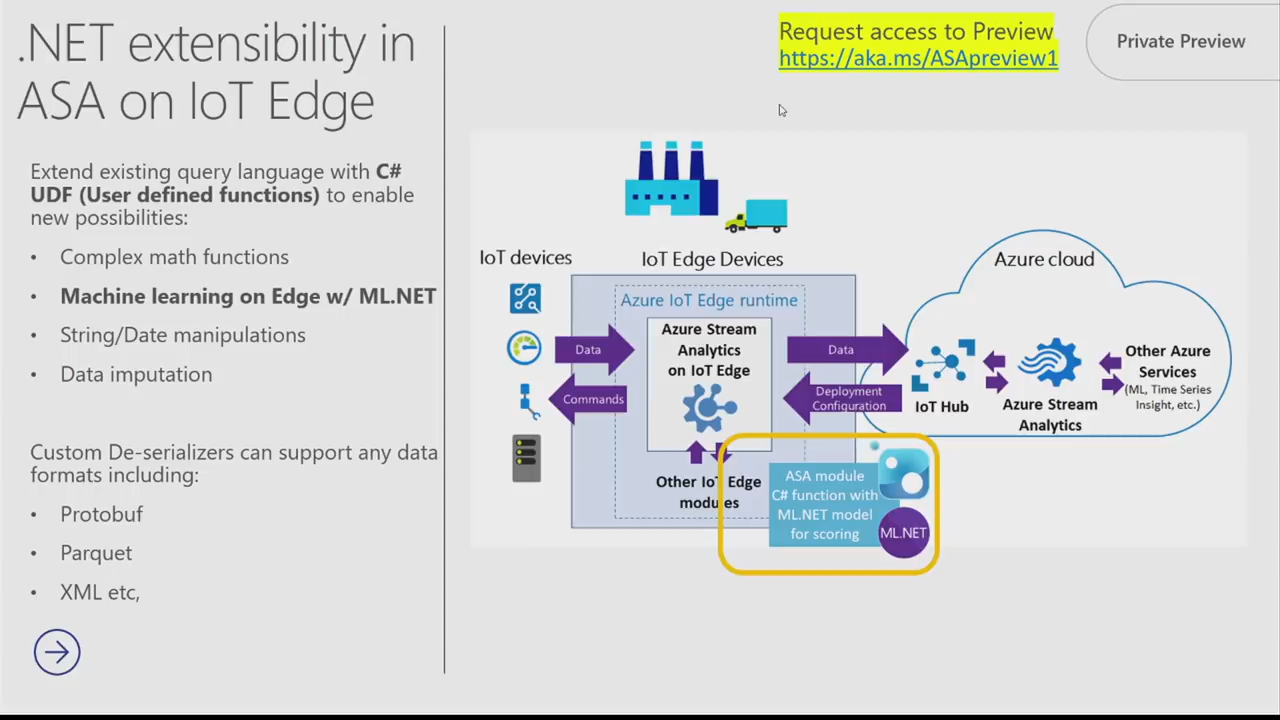 .NET extensibility in
ASA on IoT Edge
Extend existing query language with C#
UDF (User defined functions) to enable
new possibilities:
• Complex math functions
• Machine learning on Edge w/ ML.NET
• String/Date manipulations
• Data imputation
Custom De-serializers can support any data
formats including:
• Protobuf
• Parquet
• XML etc,
Request access to Preview
https://aka.ms/ASApreview1
Private Preview
IoT devices
IoT Edge Devices
Azure IoT Edge runtime
Azure Stream
Analytics
on IoT Edge
Data
Commands
Other IoT Edge
modules
Data
Deployment
Configuration
ASA module
C# function with
ML.NET model
for scoring
ML.NET
Azure cloud
IoT Hub
Azure Stream
Analytics
Other Azure
Services
(ML, Time Series
Insight, etc.)